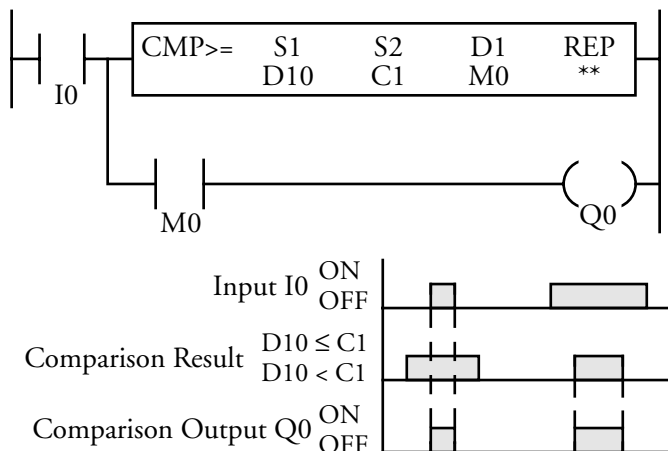 CMP>= S1 S2 D1 REP
D10 C1 M0 **
I0
M0
Q0
Input I0 ON
OFF
Comparison Result D10 ≤ C1
D10 < C1
Comparison Output Q0 ON
OFF